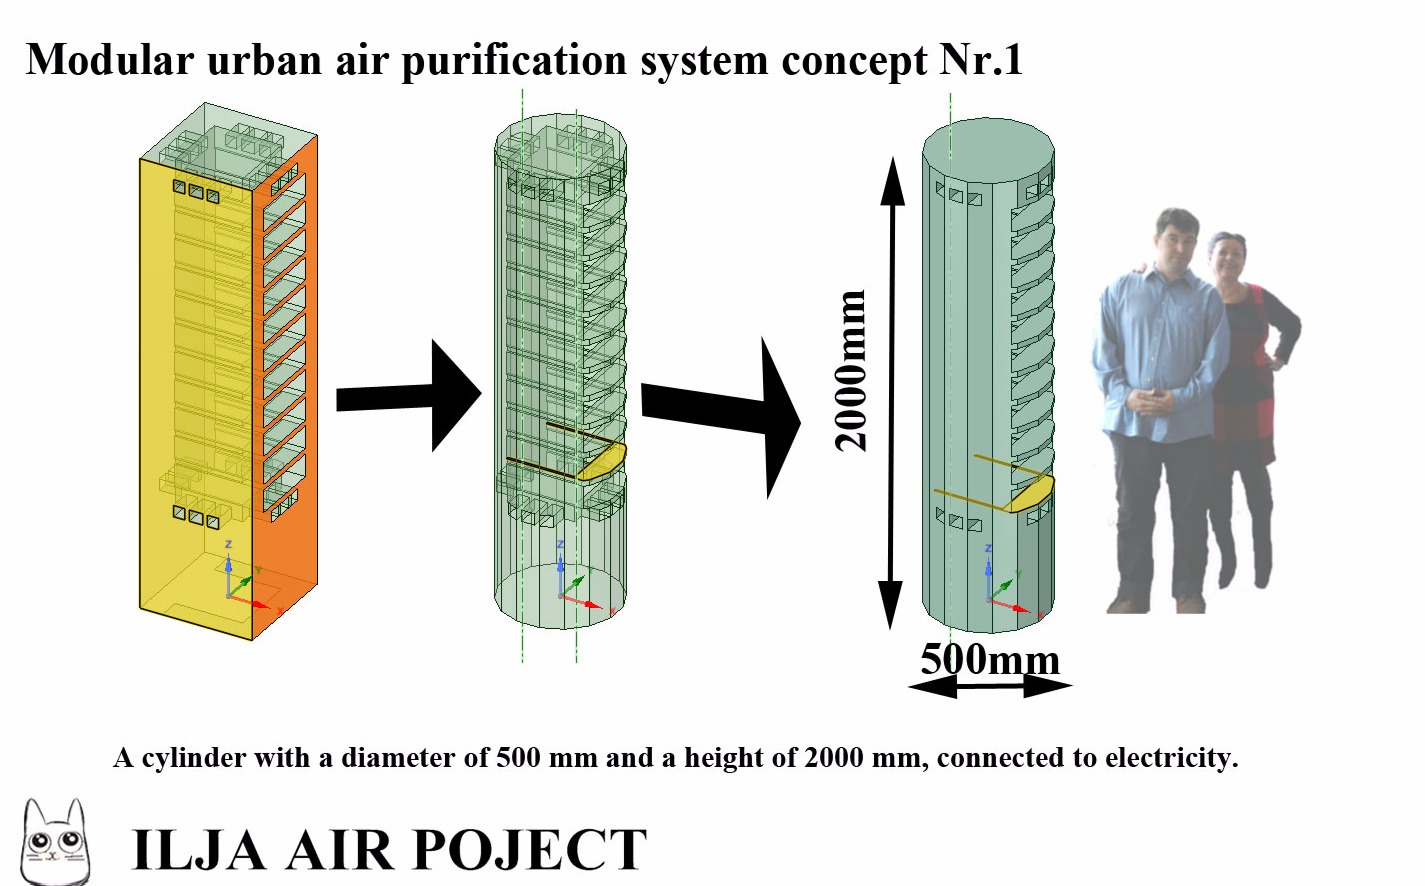 Modular urban air purification system concept Nr.1
2000mm
500mm
Z
Y
X
Z
Y
X
Z
Y
X
A cylinder with a diameter of 500 mm and a height of 2000 mm, connected to electricity.
ILJA AIR POJECT